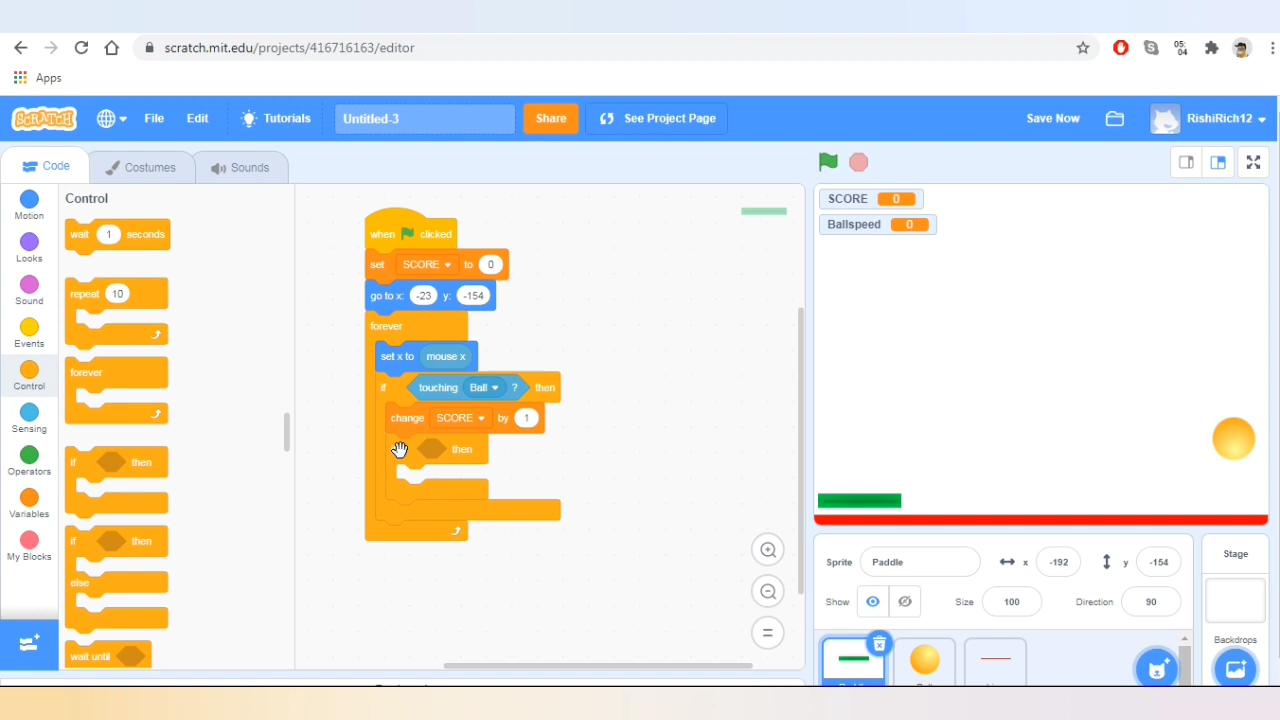 scratch.mit.edu/projects/416716163/editor
05:
04
Apps
SCRATCH
File
Edit
Tutorials
Untitled-3
Share
See Project Page
Save Now
RishiRich12
Code
Costumes
Sounds
Motion
Looks
Sound
Events
Control
Sensing
Operators
Variables
My Blocks
Control
wait 1 seconds
repeat 10
forever
if then
if then
else
wait until
when clicked
set SCORE to 0
go to x: -23 y: -154
forever
set x to mouse x
if touching Ball ? then
change SCORE by 1
then
SCORE 0
Ballspeed 0
Sprite Paddle x -192 y -154
Show Size 100 Direction 90
Stage
Backdrops